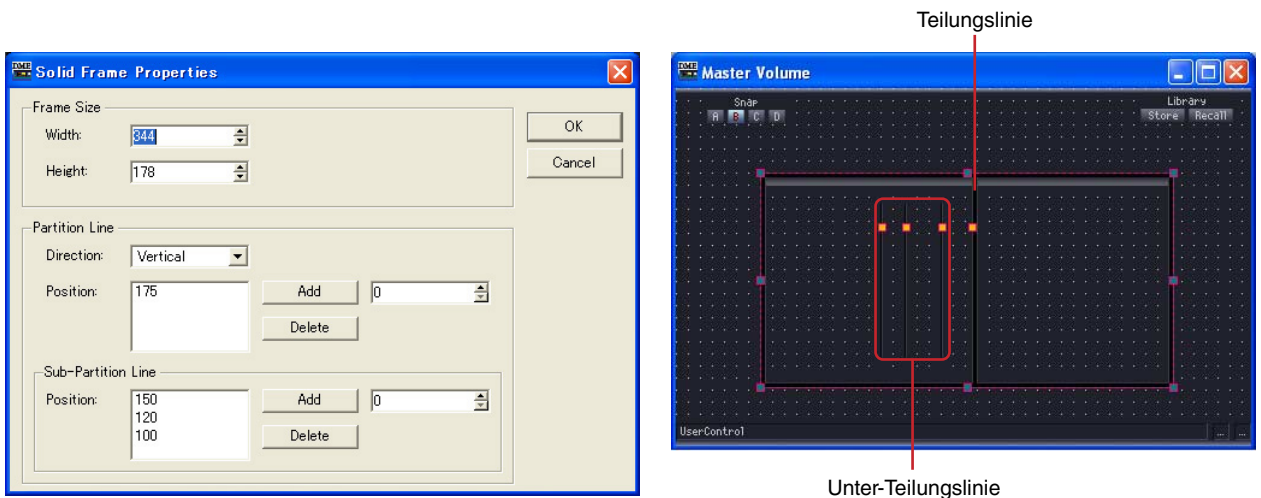 Teilungslinie
DME Solid Frame Properties
Frame Size
Width: 344
Height: 178
OK
Cancel
Partition Line
Direction: Vertical
Position: 175
Add 0
Delete
Sub-Partition Line
Position: 150
120
100
Add 0
Delete
DME Master Volume
Snap
A B C D
Library
Store Recall
UserControl
... ...
Unter-Teilungslinie